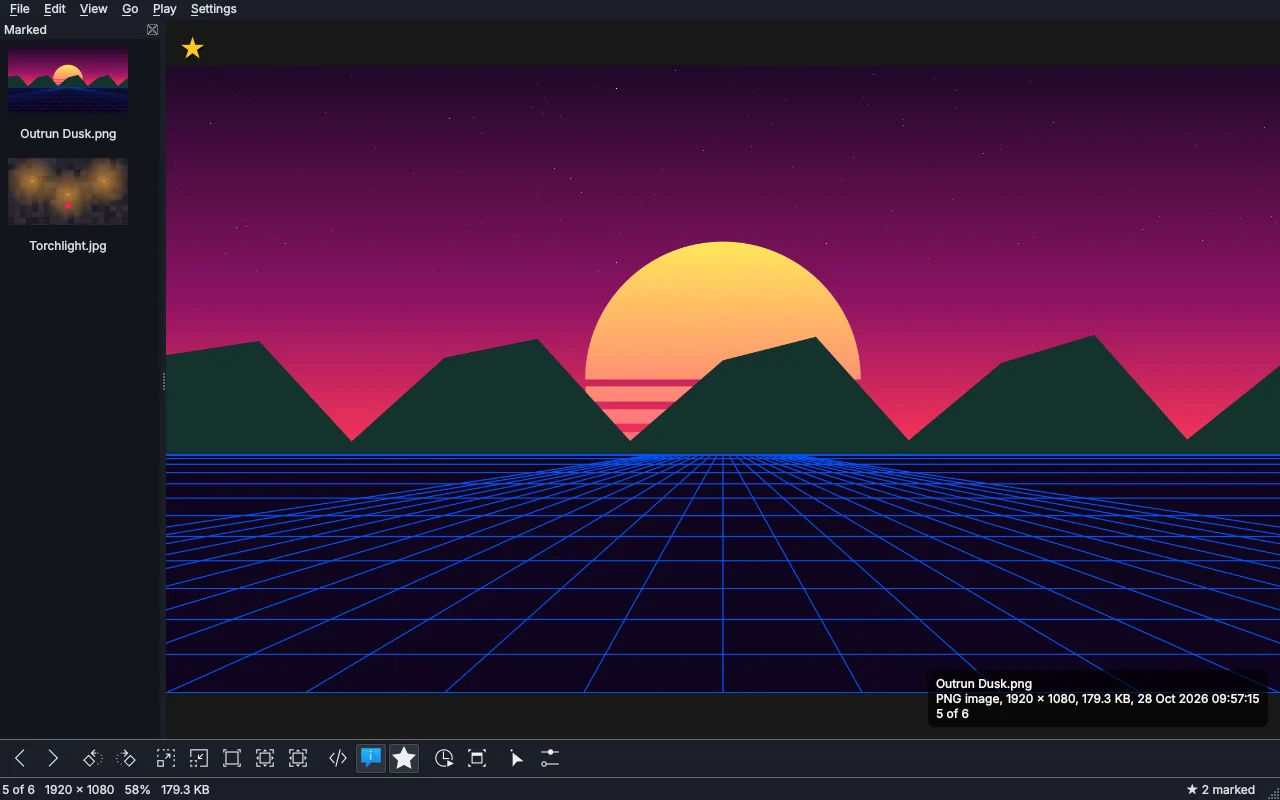 File Edit View Go Play Settings
Marked
Outrun Dusk.png
Torchlight.jpg
Outrun Dusk.png
PNG image, 1920 × 1080, 179.3 KB, 28 Oct 2026 09:57:15
5 of 6
5 of 6 1920 × 1080 58% 179.3 KB ★ 2 marked